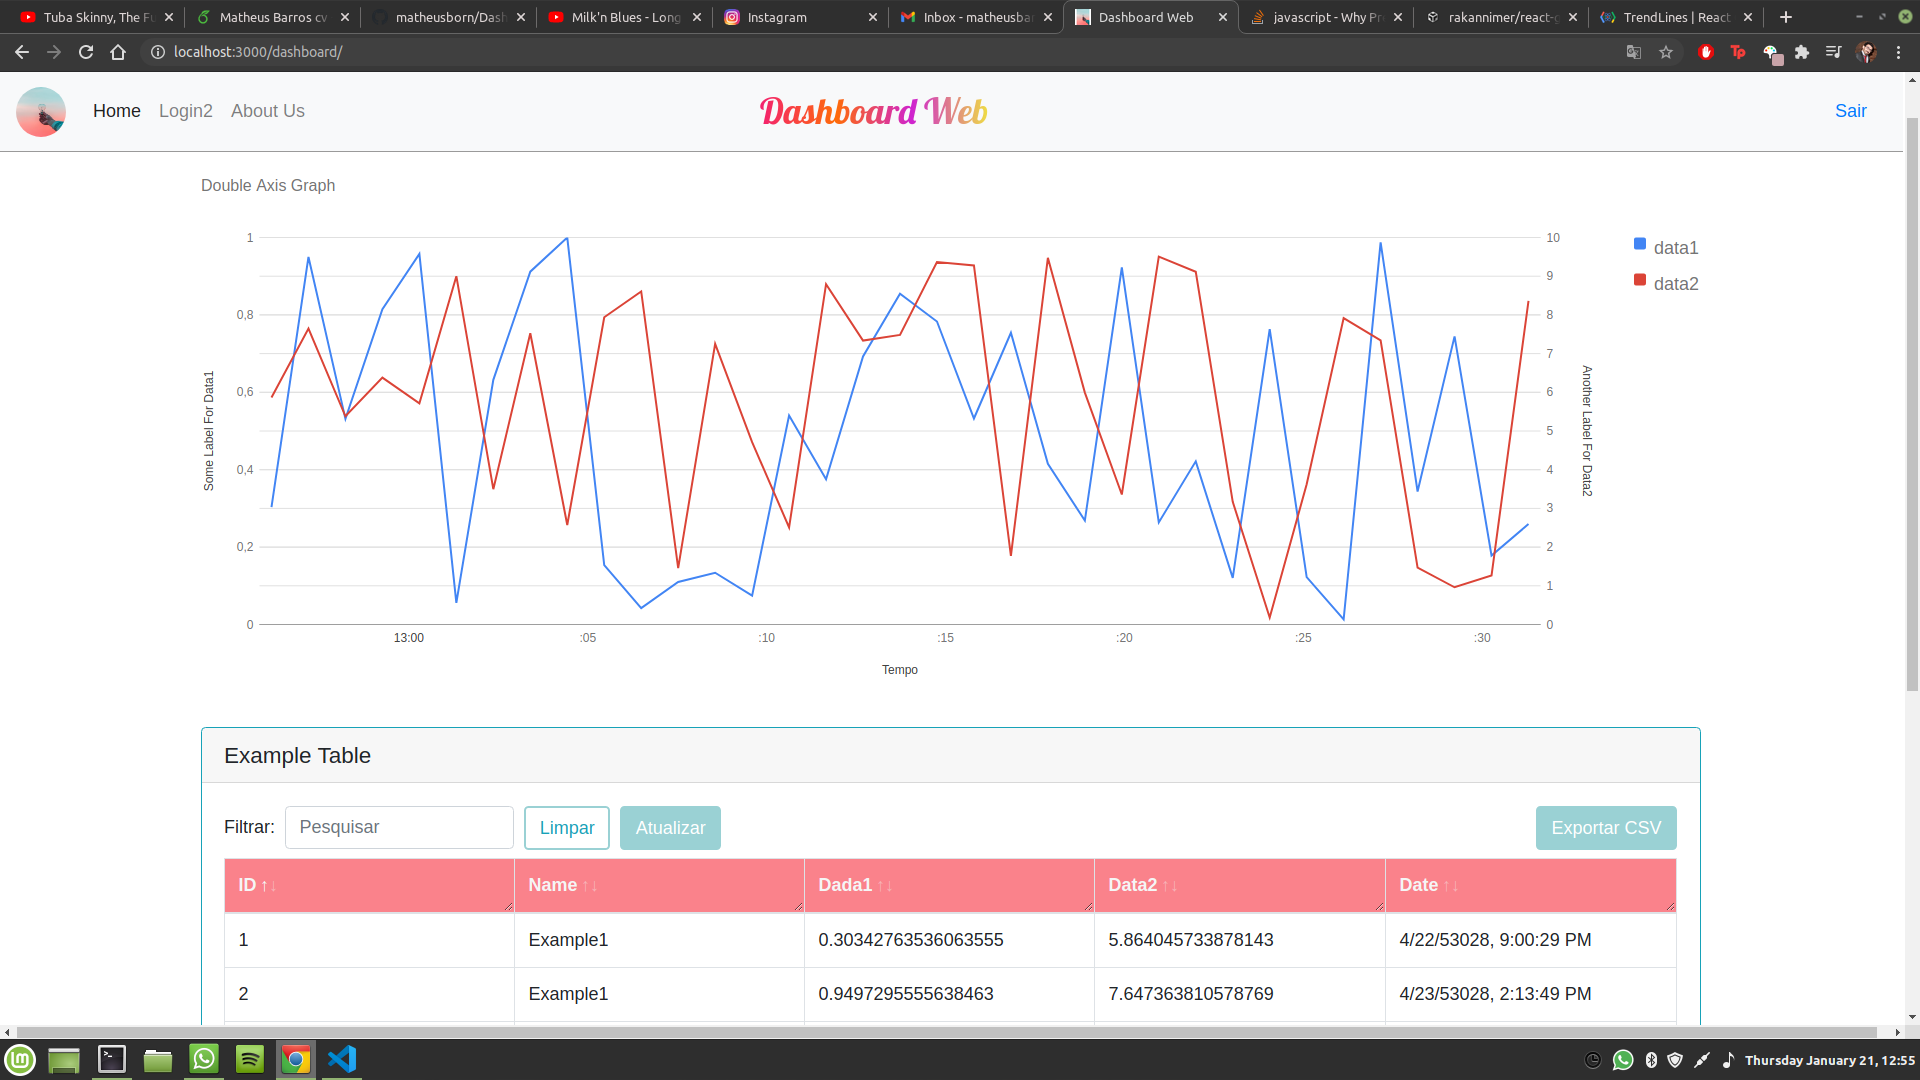 Tuba Skinny, The Fu
Matheus Barros cv
matheusborn/Dash
Milk'n Blues - Long
Instagram
Inbox - matheusbar
Dashboard Web
javascript - Why Pr
rakannimer/react-g
TrendLines | React
localhost:3000/dashboard/
Home Login2 About Us
Dashboard Web
Sair
Double Axis Graph
1
0,8
0,6
0,4
0,2
0
Some Label For Data1
10
9
8
7
6
5
4
3
2
1
0
Another Label For Data2
data1
data2
13:00 :05 :10 :15 :20 :25 :30
Tempo
Example Table
Filtrar: Pesquisar Limpar Atualizar Exportar CSV
ID ↑↓ Name ↑↓ Dada1 ↑↓ Data2 ↑↓ Date ↑↓
1 Example1 0.30342763536063555 5.864045733878143 4/22/53028, 9:00:29 PM
2 Example1 0.9497295555638463 7.647363810578769 4/23/53028, 2:13:49 PM
Thursday January 21, 12:55